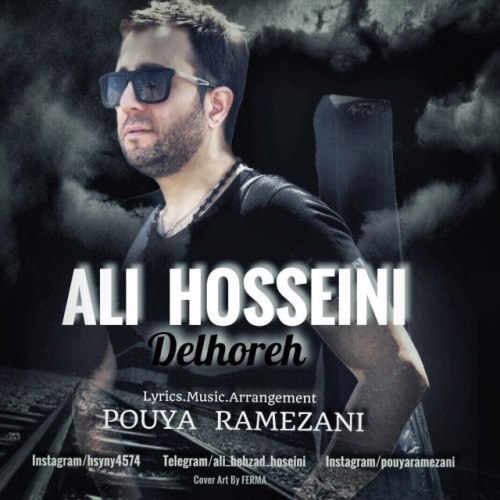 ALI HOSSEINI
Delhoreh
Lyrics.Music.Arrangement
POUYA RAMEZANI
Instagram/hsyny4574 Telegram/ali_behzad_hoseini Instagram/pouyaramezani
Cover Art By FERMA